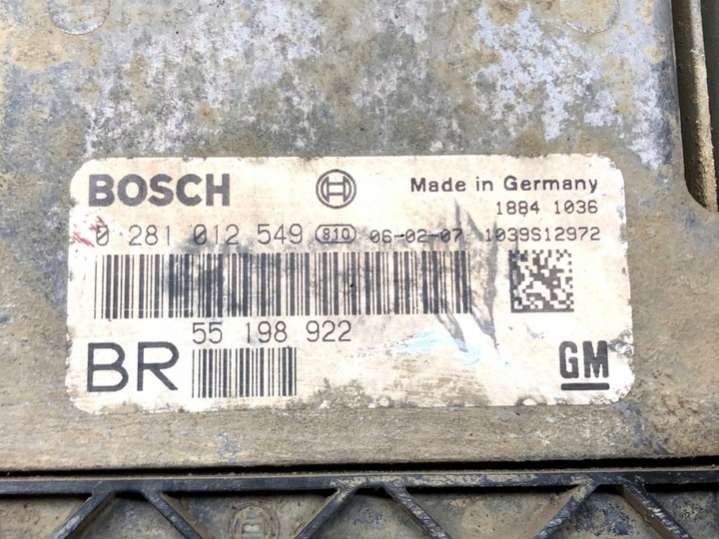 BOSCH Made in Germany
1884 1036
0 281 012 549 810 06-02-07 1039S12972
55 198 922
BR GM